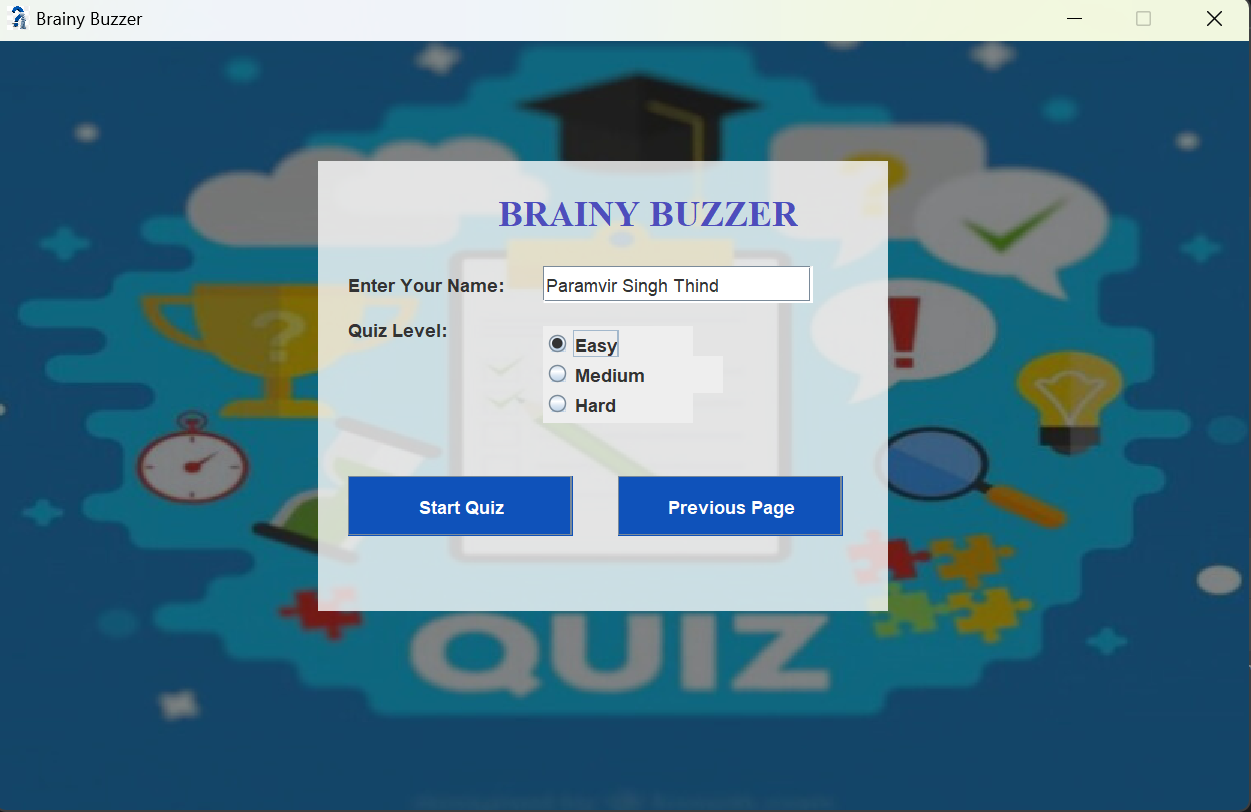 Brainy Buzzer
BRAINY BUZZER
Enter Your Name: Paramvir Singh Thind
Quiz Level:
Easy
Medium
Hard
Start Quiz Previous Page
QUIZ